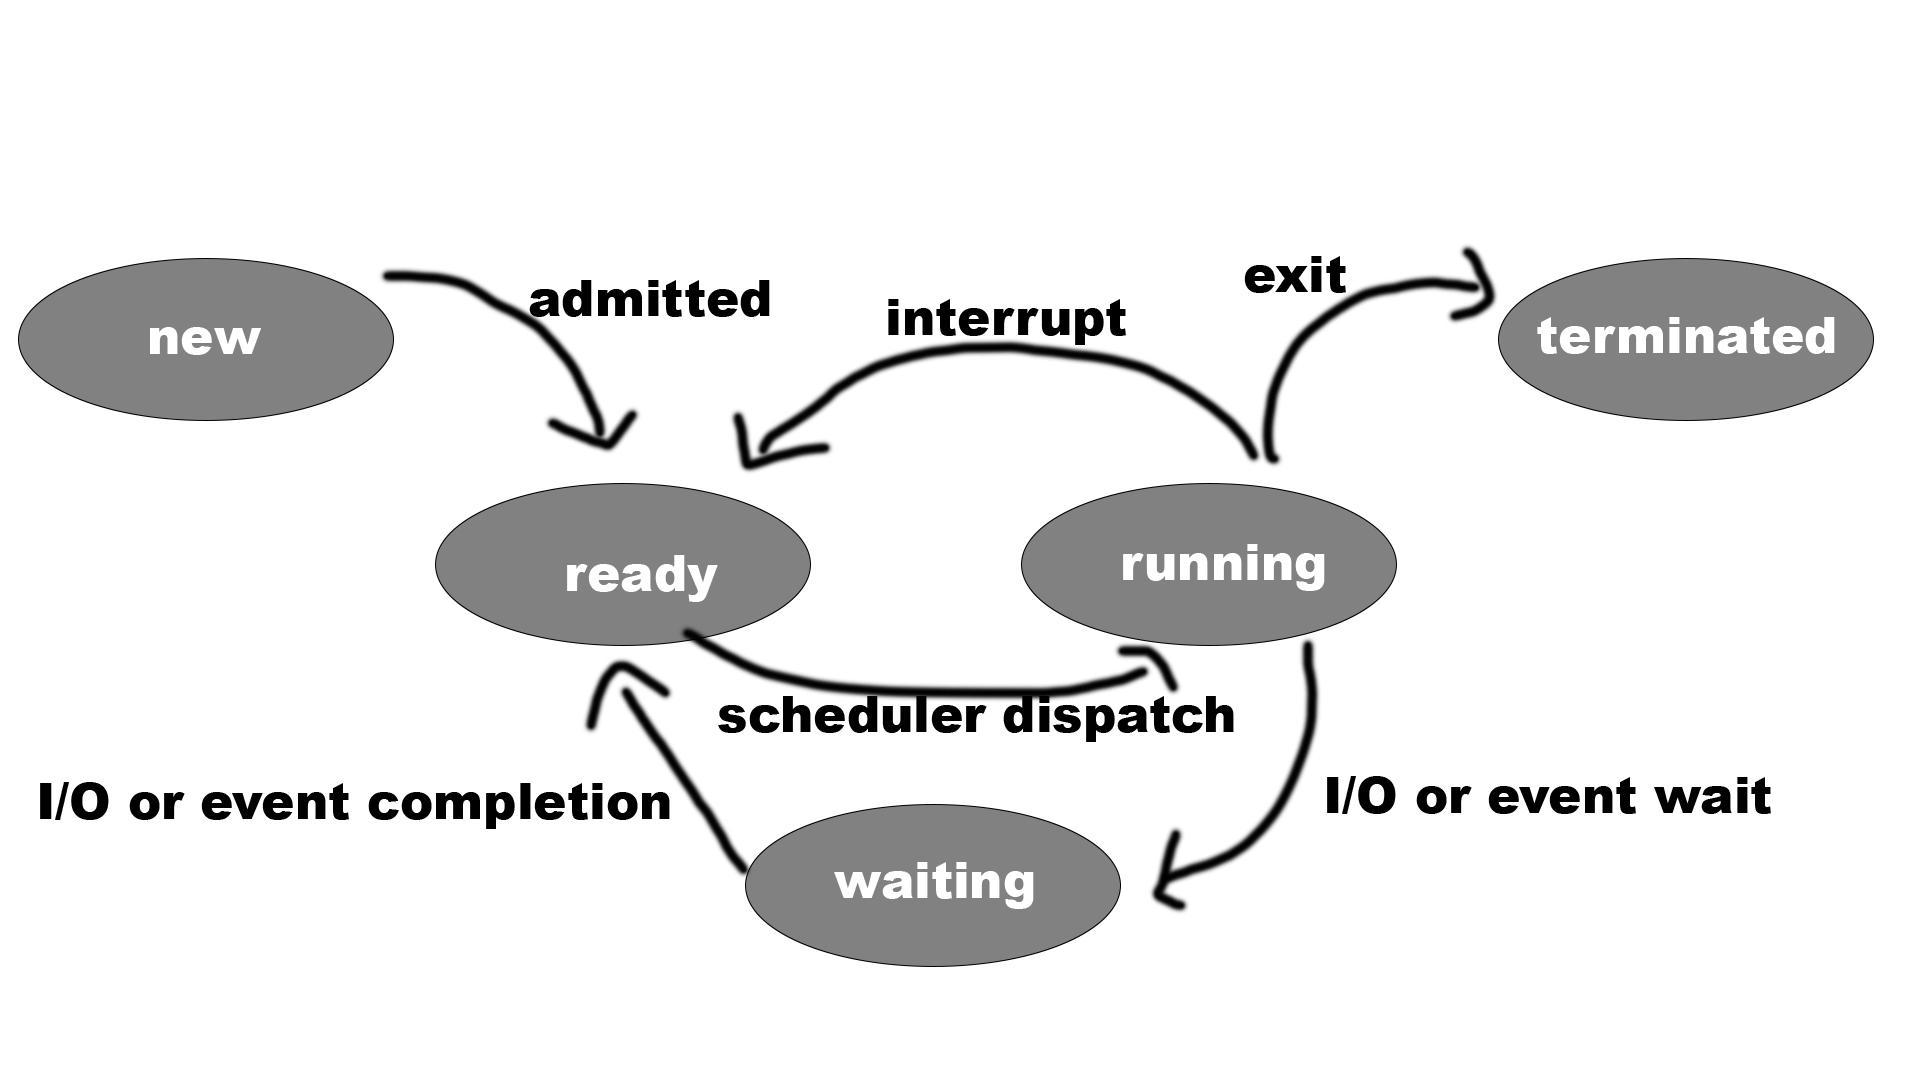 new
admitted
interrupt
exit
terminated
ready
running
scheduler dispatch
I/O or event completion
I/O or event wait
waiting